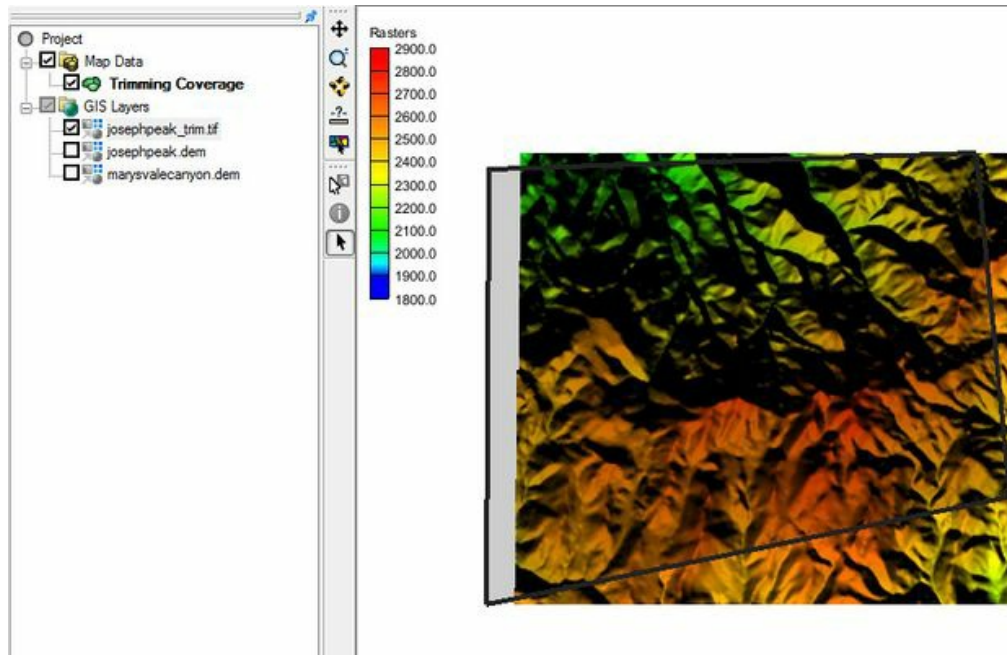 Project
Map Data
Trimming Coverage
GIS Layers
josephpeak_trim.tif
josephpeak.dem
marysvalecanyon.dem
-?-
Rasters
2900.0
2800.0
2700.0
2600.0
2500.0
2400.0
2300.0
2200.0
2100.0
2000.0
1900.0
1800.0